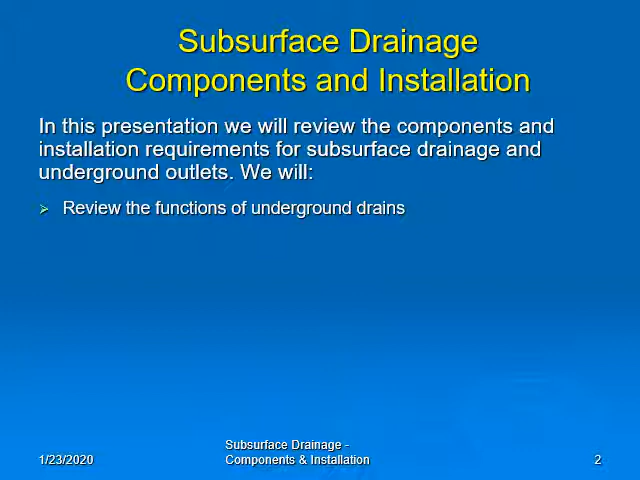 Subsurface Drainage
Components and Installation
In this presentation we will review the components and
installation requirements for subsurface drainage and
underground outlets. We will:
Review the functions of underground drains
1/23/2020
Subsurface Drainage -
Components & Installation
2